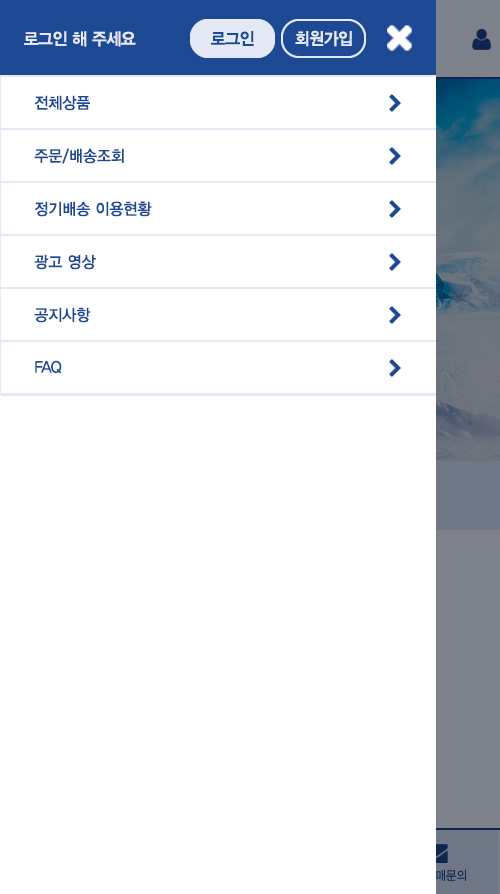 로그인 해 주세요 로그인 회원가입
전체상품
주문/배송조회
정기배송 이용현황
광고 영상
공지사항
FAQ
매문의